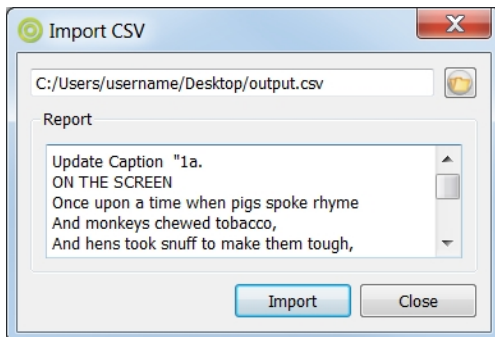 Import CSV
C:/Users/username/Desktop/output.csv
Report
Update Caption "1a.
ON THE SCREEN
Once upon a time when pigs spoke rhyme
And monkeys chewed tobacco,
And hens took snuff to make them tough,
Import Close